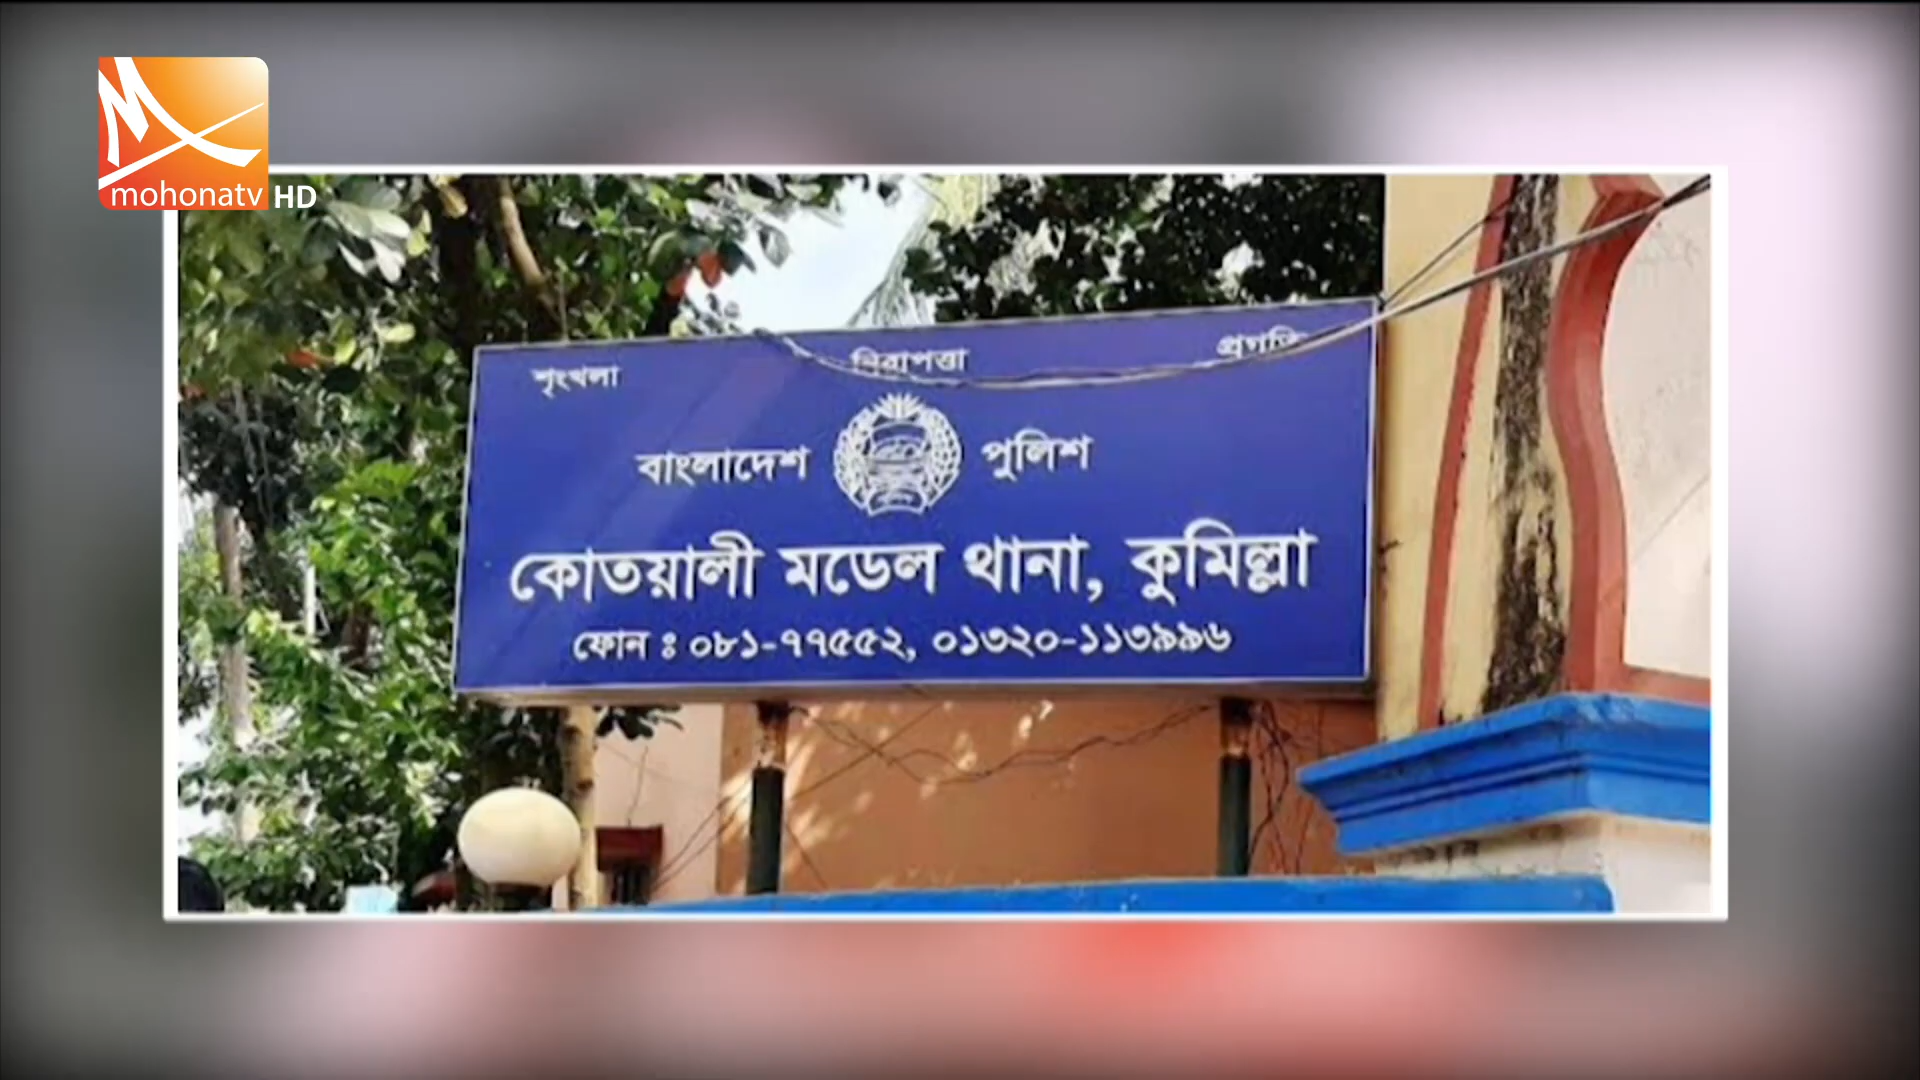 mohonatv HD
শৃংখলা নিরাপত্তা প্রগতি
বাংলাদেশ পুলিশ
কোতয়ালী মডেল থানা, কুমিল্লা
ফোন ঃ ০৮১-৭৭৫৫২, ০১৩২০-১১৩৯৯৬